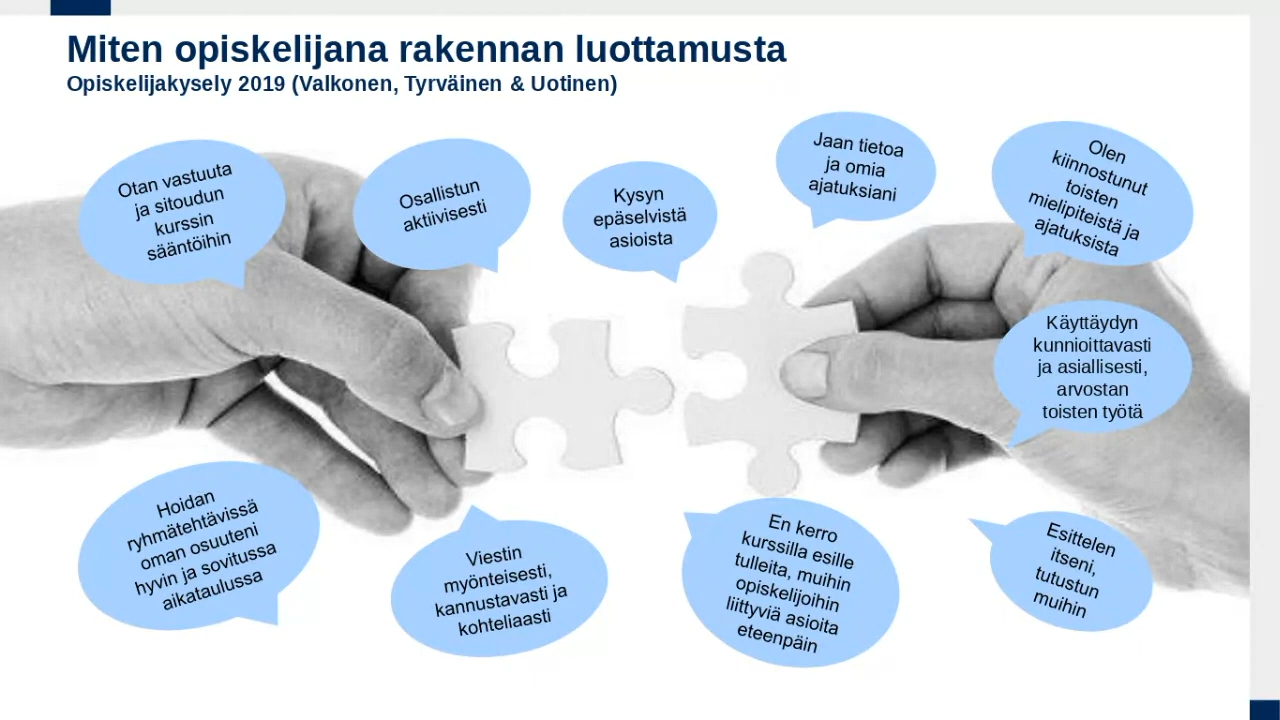 Miten opiskelijana rakennan luottamusta
Opiskelijakysely 2019 (Valkonen, Tyrväinen & Uotinen)
Otan vastuuta
ja sitoudun
kurssin
sääntöihin
Osallistun
aktiivisesti
Kysyn
epäselvistä
asioista
Jaan tietoa
ja omia
ajatuksiani
Olen
kiinnostunut
toisten
mielipiteistä ja
ajatuksista
Käyttäydyn
kunnioittavasti
ja asiallisesti,
arvostan
toisten työtä
Hoidan
ryhmätehtävissä
oman osuuteni
hyvin ja sovitussa
aikataulussa
Viestin
myönteisesti,
kannustavasti ja
kohteliaasti
En kerro
kurssilla esille
tulleita, muihin
opiskelijoihin
liittyviä asioita
eteenpäin
Esittelen
itseni,
tutustun
muihin